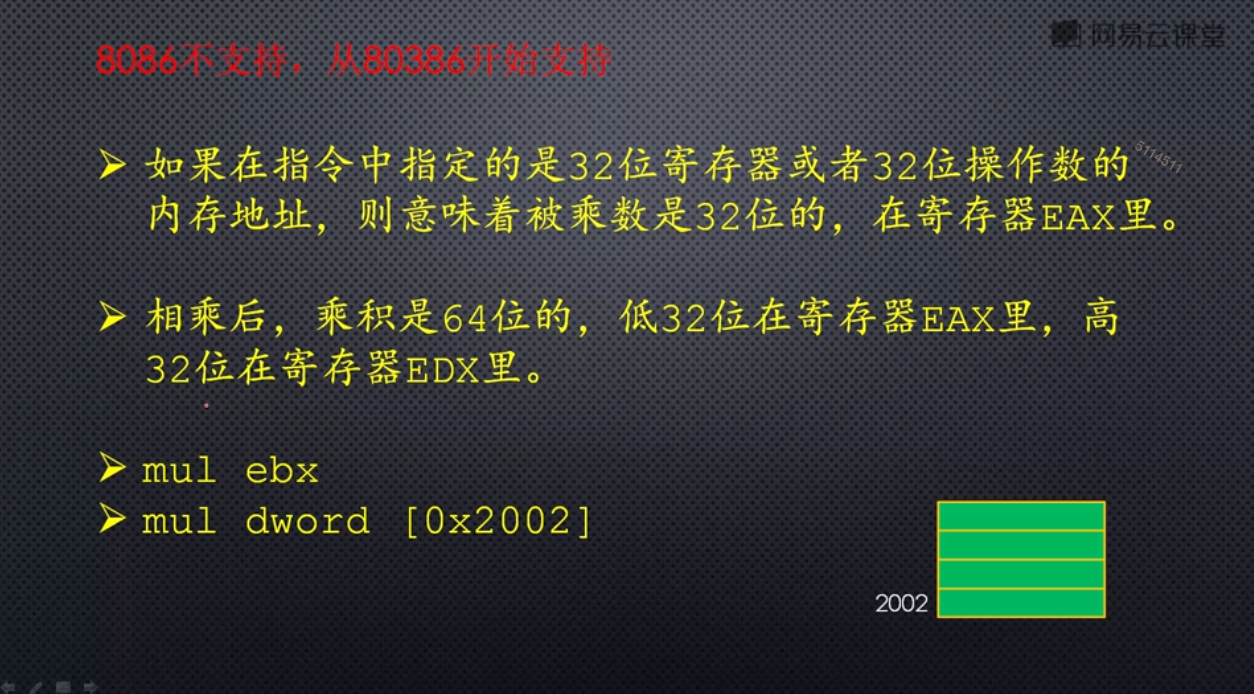 网易云课堂
8086不支持，从80386开始支持
5114511
➢ 如果在指令中指定的是32位寄存器或者32位操作数的
内存地址，则意味着被乘数是32位的，在寄存器EAX里。
➢ 相乘后，乘积是64位的，低32位在寄存器EAX里，高
32位在寄存器EDX里。
➢ mul ebx
➢ mul dword [0x2002]
2002